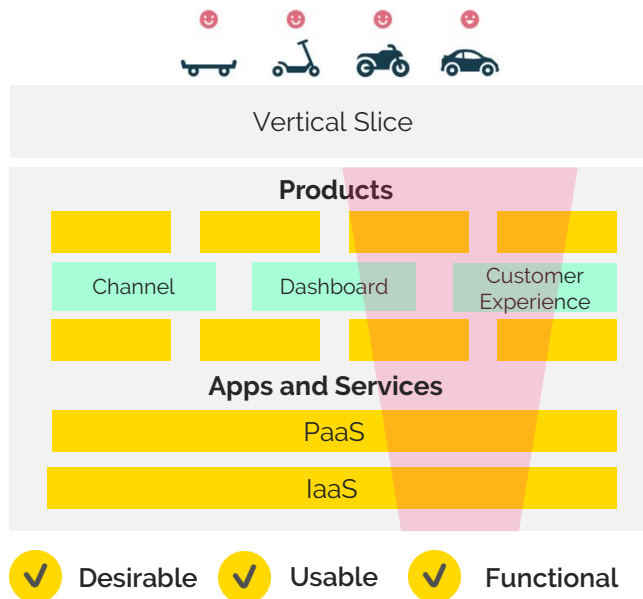 Vertical Slice
Products
Channel
Dashboard
Customer
Experience
Apps and Services
PaaS
IaaS
Desirable
Usable
Functional